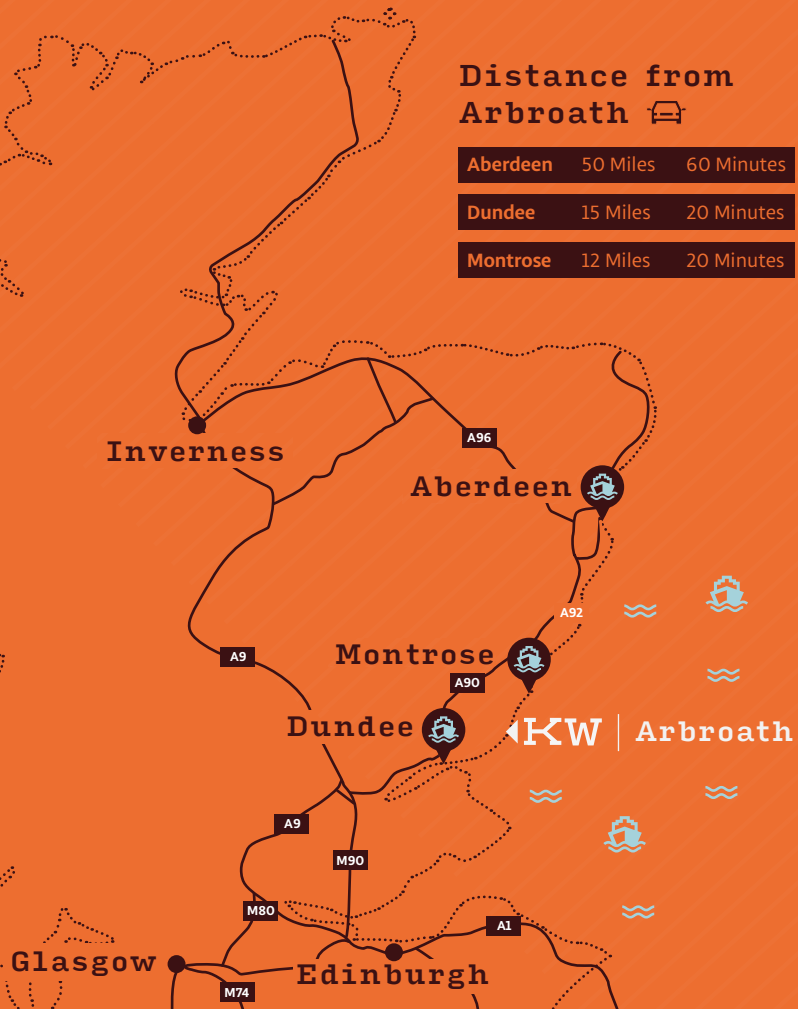 Distance from
Arbroath
Aberdeen 50 Miles 60 Minutes
Dundee 15 Miles 20 Minutes
Montrose 12 Miles 20 Minutes
Inverness
A96
Aberdeen
A92
Montrose
A9
A90
Dundee
KW | Arbroath
A9
M90
M80
A1
Glasgow
Edinburgh
M74